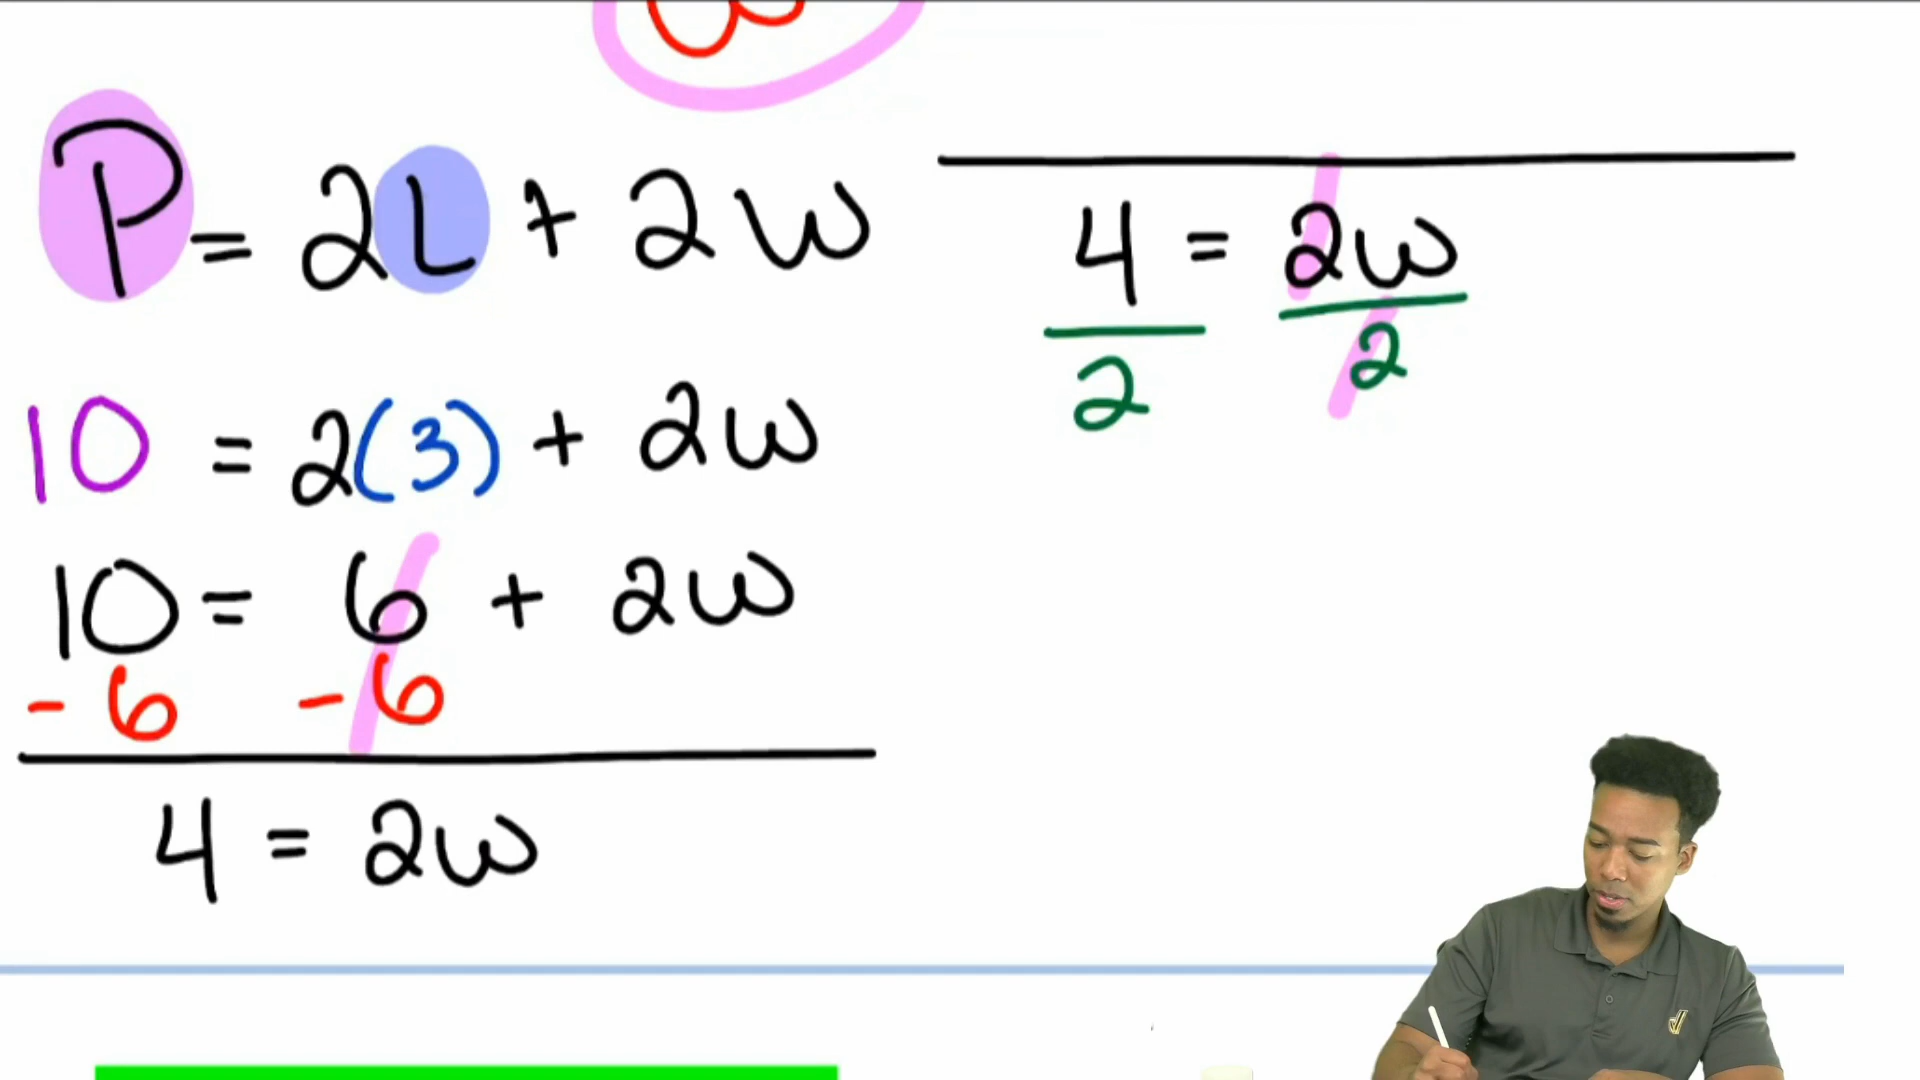 P = 2L + 2w
10 = 2(3) + 2w
10 = 6 + 2w
- 6 - 6
4 = 2w
4 = 2w
2 2